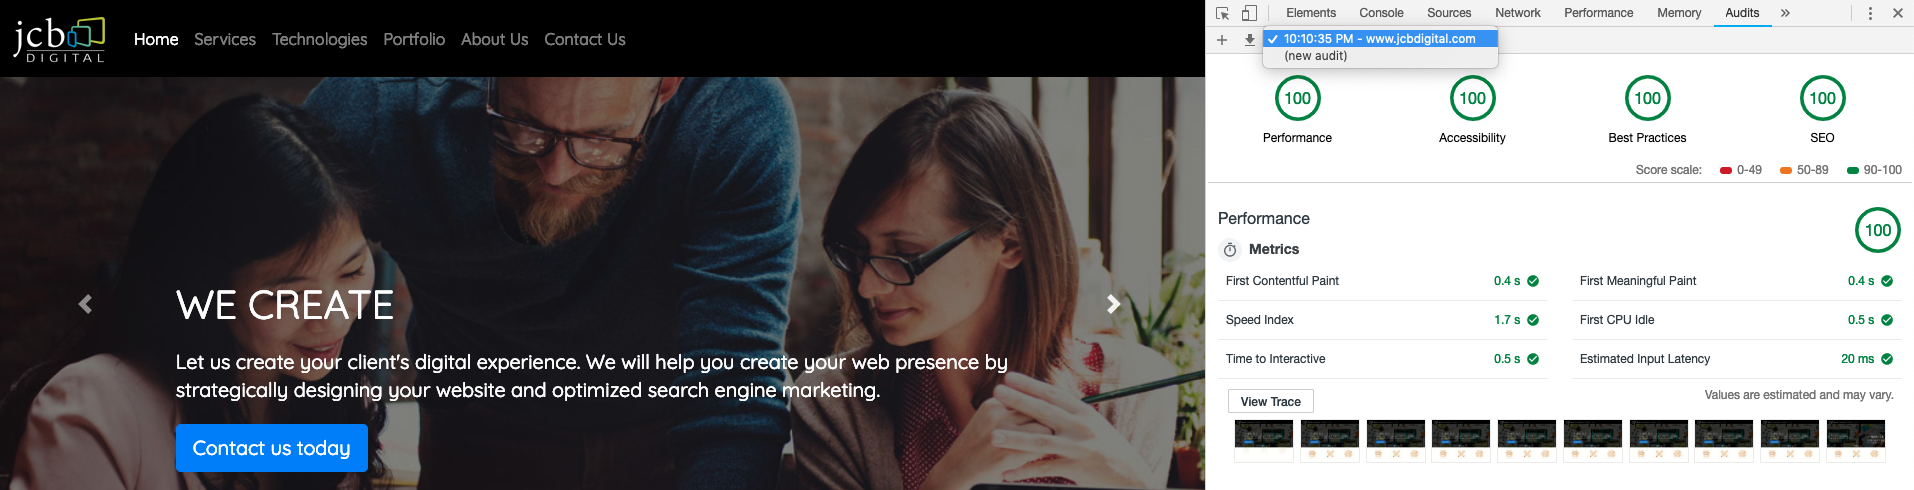 jcb
DIGITAL
Home Services Technologies Portfolio About Us Contact Us
WE CREATE
Let us create your client's digital experience. We will help you create your web presence by
strategically designing your website and optimized search engine marketing.
Contact us today
Elements Console Sources Network Performance Memory Audits
10:10:35 PM - www.jcbdigital.com
(new audit)
100 100 100 100
Performance Accessibility Best Practices SEO
Score scale: 0-49 50-89 90-100
Performance
100
Metrics
First Contentful Paint 0.4 s First Meaningful Paint 0.4 s
Speed Index 1.7 s First CPU Idle 0.5 s
Time to Interactive 0.5 s Estimated Input Latency 20 ms
View Trace
Values are estimated and may vary.